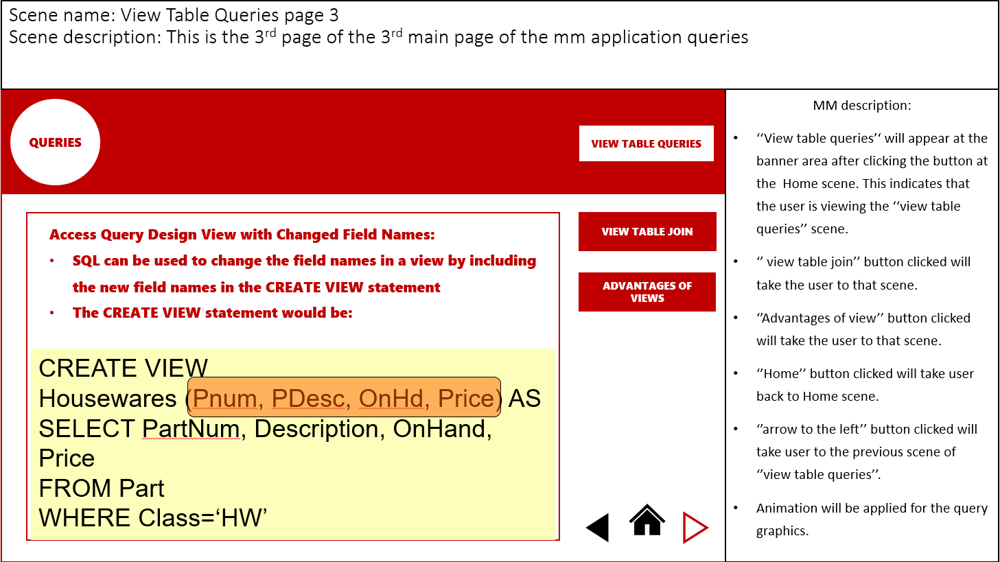 Scene name: View Table Queries page 3
Scene description: This is the 3rd page of the 3rd main page of the mm application queries
QUERIES
VIEW TABLE QUERIES
VIEW TABLE JOIN
ADVANTAGES OF
VIEWS
Access Query Design View with Changed Field Names:
• SQL can be used to change the field names in a view by including
the new field names in the CREATE VIEW statement
• The CREATE VIEW statement would be:
CREATE VIEW
Housewares (Pnum, PDesc, OnHd, Price) AS
SELECT PartNum, Description, OnHand,
Price
FROM Part
WHERE Class=‘HW’
MM description:
• ‘‘View table queries’‘ will appear at the
banner area after clicking the button at
the  Home scene. This indicates that
the user is viewing the ‘‘view table
queries’’ scene.
• ‘’ view table join’’ button clicked will
take the user to that scene.
• ‘’Advantages of view’’ button clicked
will take the user to that scene.
• ‘’Home’’ button clicked will take user
back to Home scene.
• ‘’arrow to the left’’ button clicked will
take user to the previous scene of
‘’view table queries’’.
• Animation will be applied for the query
graphics.